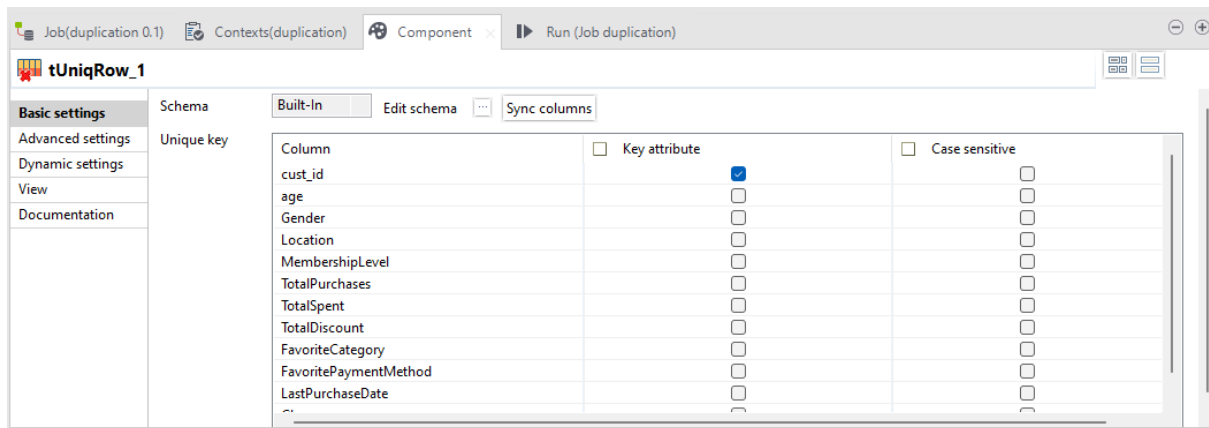 Job(duplication 0.1) Contexts(duplication) Component Run (Job duplication)
tUniqRow_1
Basic settings
Advanced settings
Dynamic settings
View
Documentation
Schema Built-In Edit schema ... Sync columns
Unique key
Column Key attribute Case sensitive
cust_id
age
Gender
Location
MembershipLevel
TotalPurchases
TotalSpent
TotalDiscount
FavoriteCategory
FavoritePaymentMethod
LastPurchaseDate